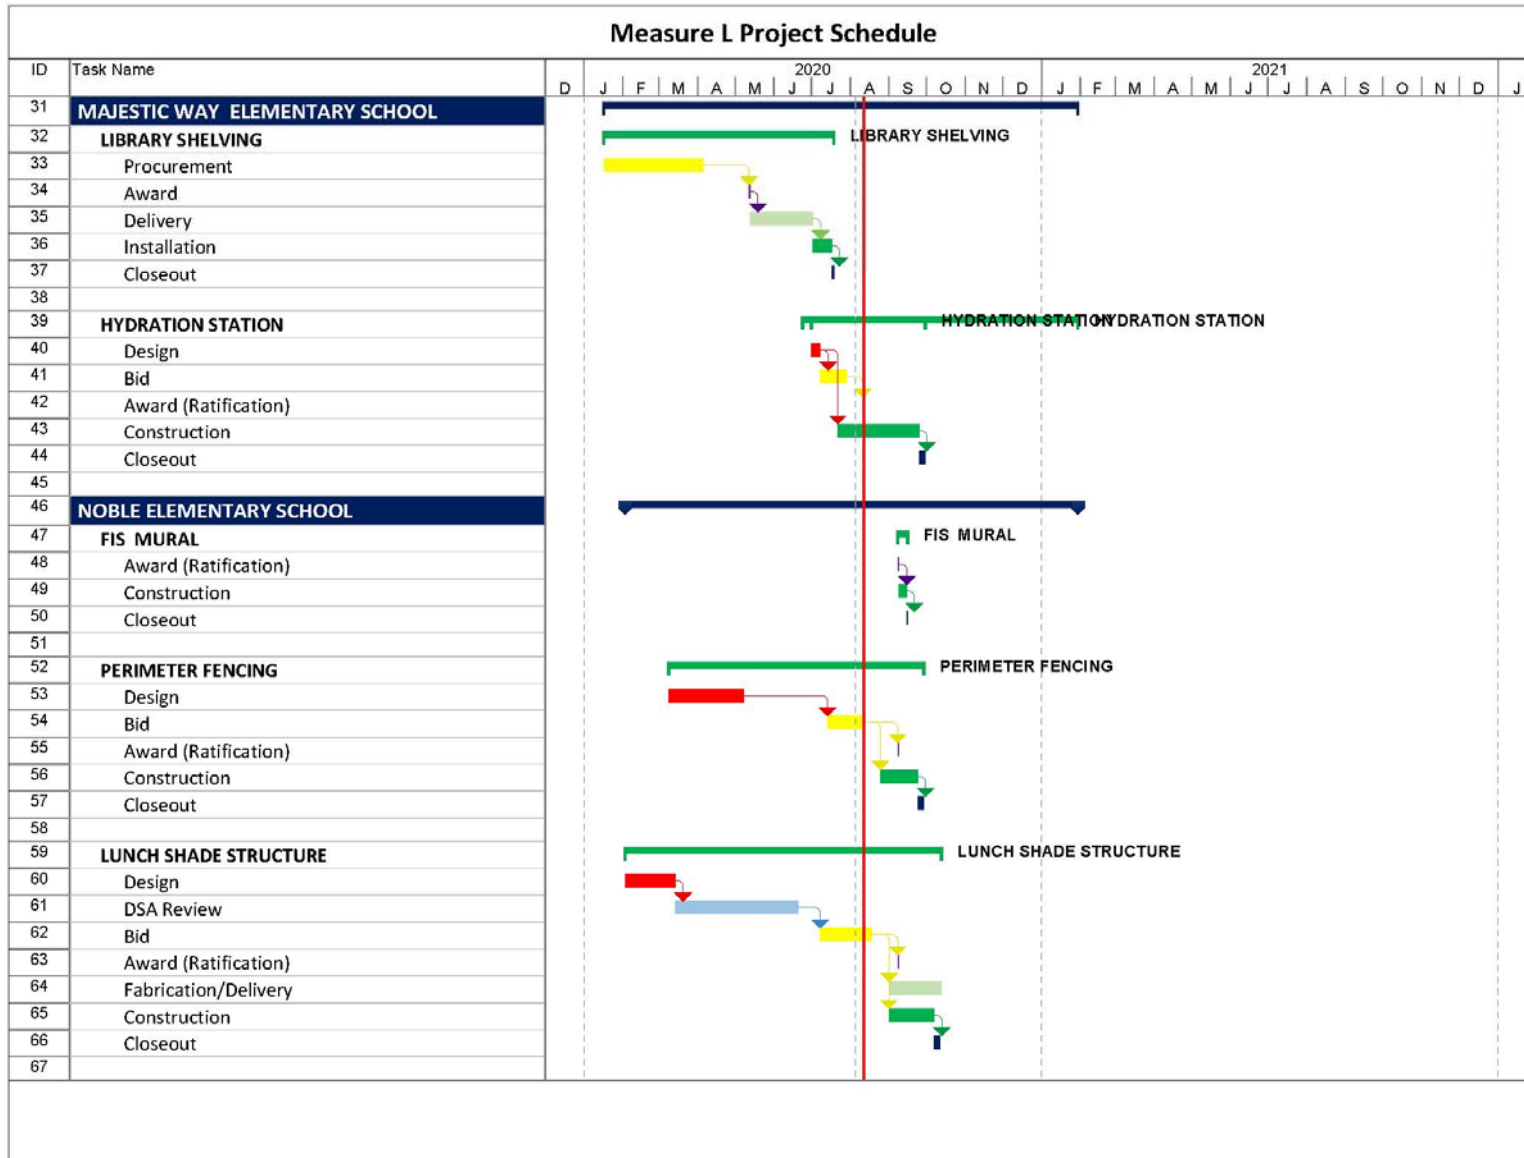 Measure L Project Schedule
ID Task Name 2020 2021
D J F M A M J J A S O N D J F M A M J J A S O N D J
31 MAJESTIC WAY ELEMENTARY SCHOOL
32 LIBRARY SHELVING LIBRARY SHELVING
33 Procurement
34 Award
35 Delivery
36 Installation
37 Closeout
38
39 HYDRATION STATION HYDRATION STATION HYDRATION STATION
40 Design
41 Bid
42 Award (Ratification)
43 Construction
44 Closeout
45
46 NOBLE ELEMENTARY SCHOOL
47 FIS MURAL FIS MURAL
48 Award (Ratification)
49 Construction
50 Closeout
51
52 PERIMETER FENCING PERIMETER FENCING
53 Design
54 Bid
55 Award (Ratification)
56 Construction
57 Closeout
58
59 LUNCH SHADE STRUCTURE LUNCH SHADE STRUCTURE
60 Design
61 DSA Review
62 Bid
63 Award (Ratification)
64 Fabrication/Delivery
65 Construction
66 Closeout
67